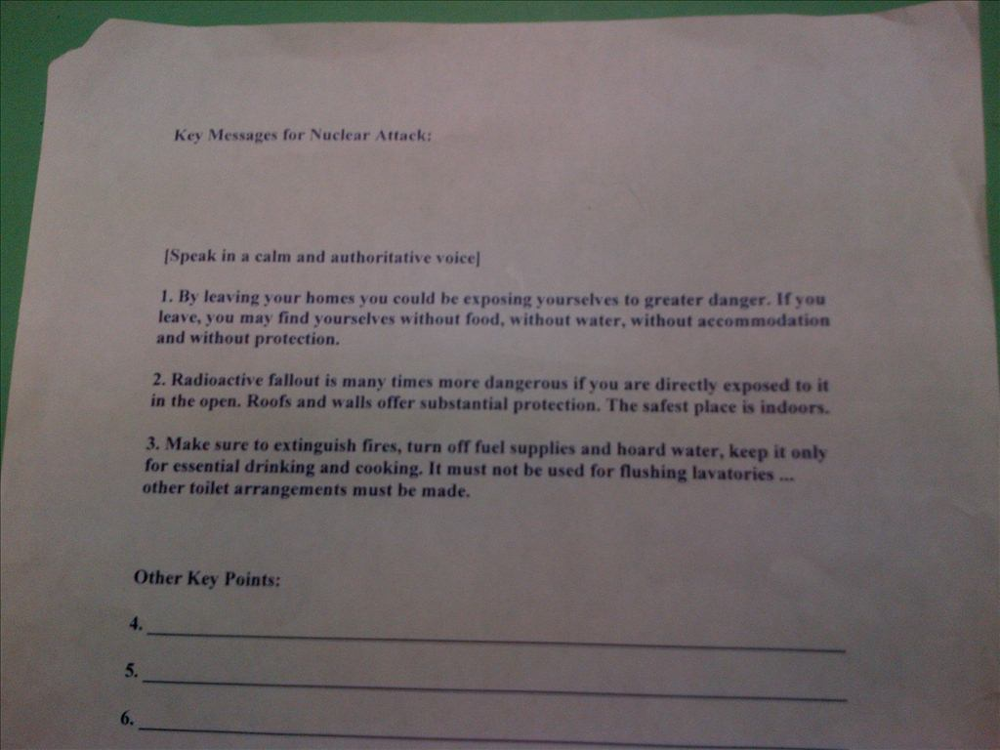 Key Messages for Nuclear Attack:
[Speak in a calm and authoritative voice]
1. By leaving your homes you could be exposing yourselves to greater danger. If you
leave, you may find yourselves without food, without water, without accommodation
and without protection.
2. Radioactive fallout is many times more dangerous if you are directly exposed to it
in the open. Roofs and walls offer substantial protection. The safest place is indoors.
3. Make sure to extinguish fires, turn off fuel supplies and hoard water, keep it only
for essential drinking and cooking. It must not be used for flushing lavatories ...
other toilet arrangements must be made.
Other Key Points:
4.
5.
6.